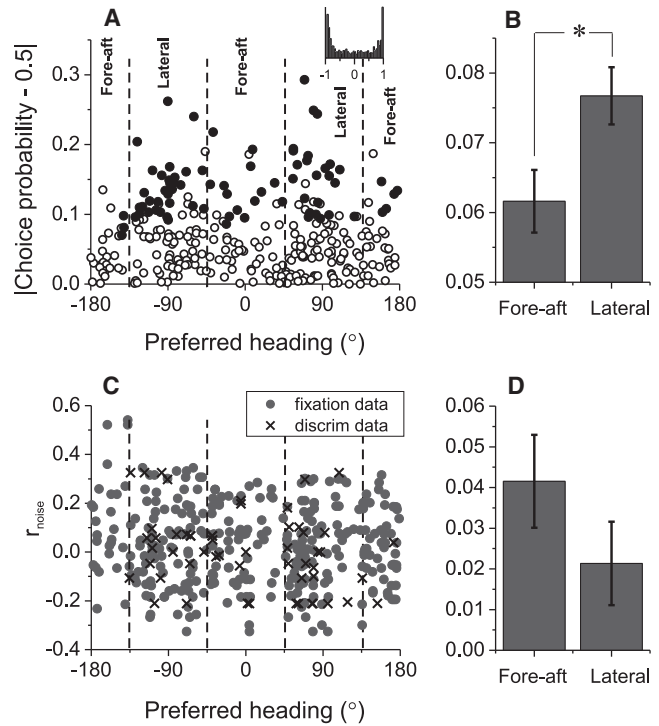 A
B
Fore-aft
Lateral
Fore-aft
Lateral
Fore-aft
-1 0 1
*
|Choice probability - 0.5|
0.3
0.2
0.1
0.0
-180 -90 0 90 180
Preferred heading (°)
0.08
0.07
0.06
0.05
Fore-aft Lateral
C
D
fixation data
discrim data
r noise
0.6
0.4
0.2
0.0
-0.2
-0.4
-180 -90 0 90 180
Preferred heading (°)
0.06
0.05
0.04
0.03
0.02
0.01
0.00
Fore-aft Lateral